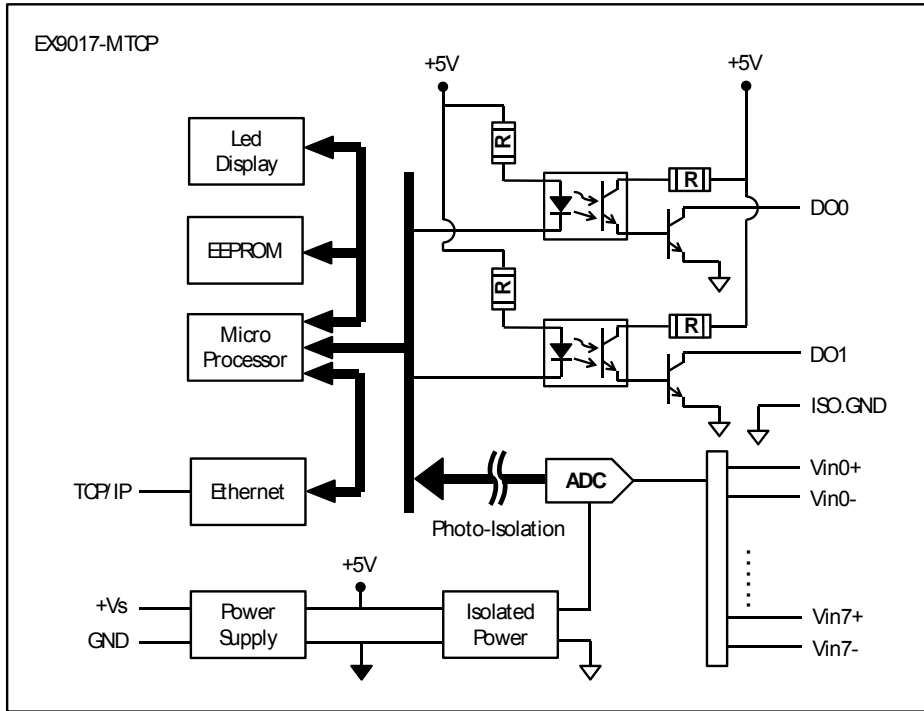 EX9017-MTCP
+5V
+5V
Led
Display
R
R
DO0
EEPROM
R
Micro
Processor
R
DO1
ISO.GND
TCP/IP
Ethernet
ADC
Vin0+
Vin0-
Photo-Isolation
+5V
+Vs
GND
Power
Supply
Isolated
Power
Vin7+
Vin7-